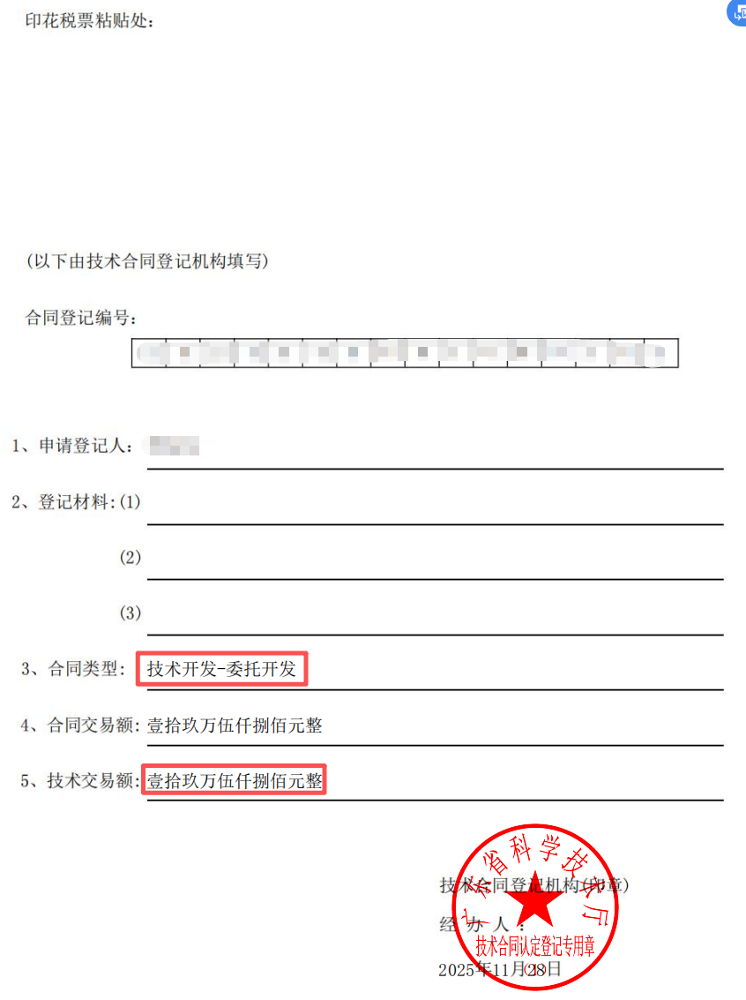 印花税票粘贴处：
(以下由技术合同登记机构填写)
合同登记编号：
1、申请登记人：
2、登记材料:(1)
(2)
(3)
3、合同类型: 技术开发-委托开发
4、合同交易额: 壹拾玖万伍仟捌佰元整
5、技术交易额: 壹拾玖万伍仟捌佰元整
广东省科学技术厅
技术合同登记机构(印章)
经 办 人 ：
技术合同认定登记专用章
2025年11月28日